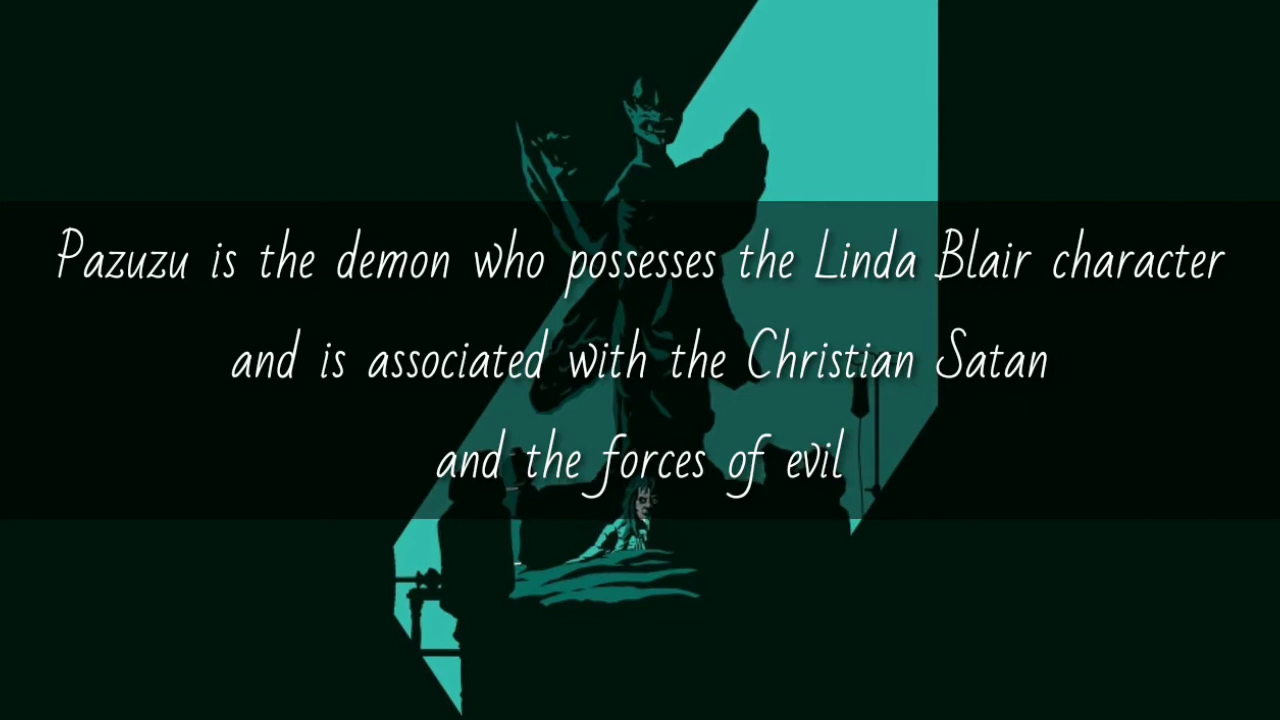 Pazuzu is the demon who possesses the Linda Blair character
and is associated with the Christian Satan
and the forces of evil